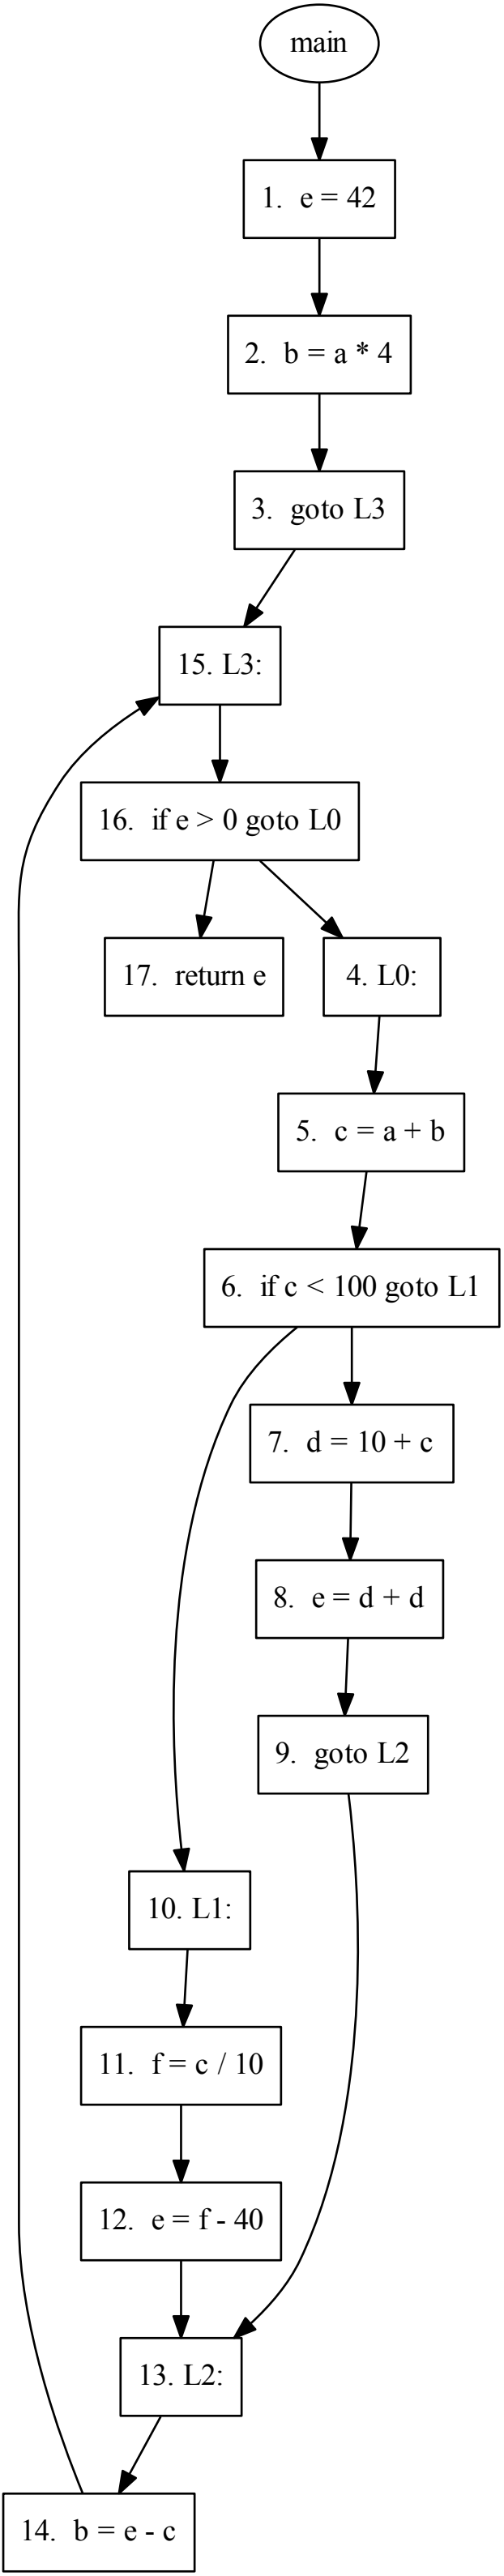 main
1. e = 42
2. b = a * 4
3. goto L3
15. L3:
16. if e > 0 goto L0
17. return e
4. L0:
5. c = a + b
6. if c < 100 goto L1
7. d = 10 + c
8. e = d + d
9. goto L2
10. L1:
11. f = c / 10
12. e = f - 40
13. L2:
14. b = e - c